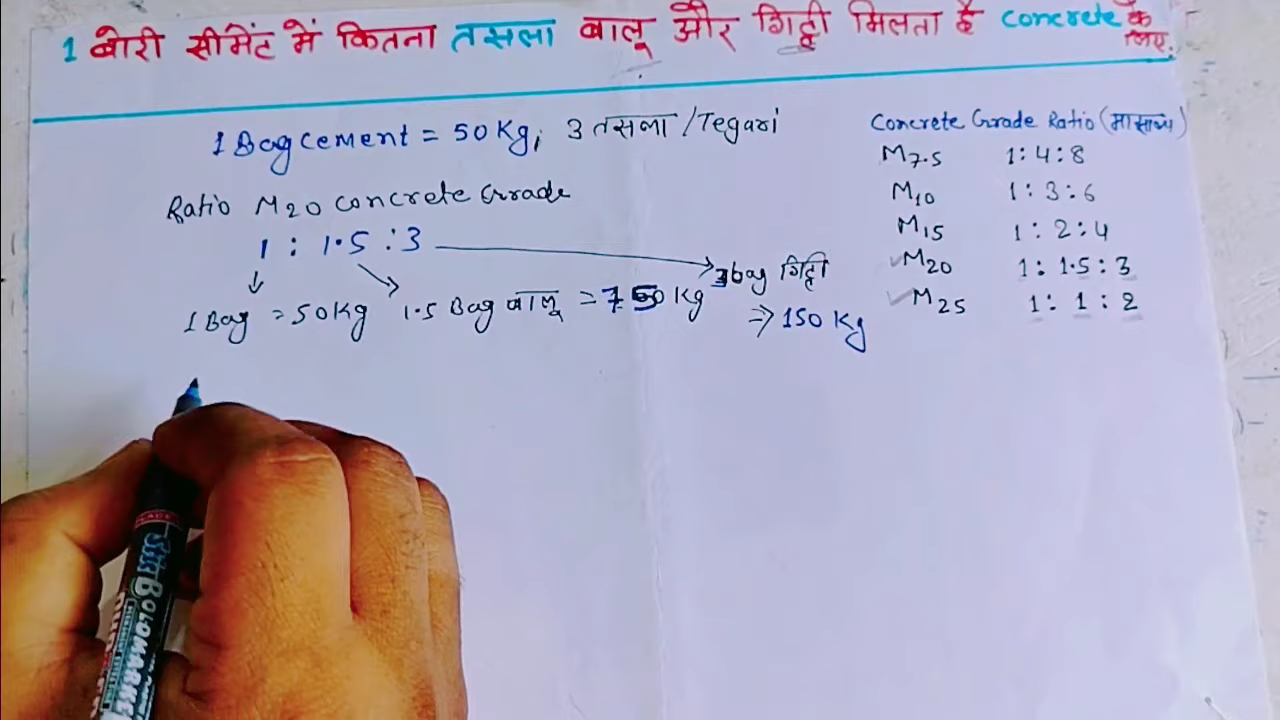 1 बोरी सीमेंट में कितना तसला बालू और गिट्टी मिलता है concrete के लिए.
1 Bag cement = 50 Kg, 3 तसला / Tegari
Ratio M20 concrete Grade
1 : 1.5 : 3
3 bag गिट्टी
1 Bag = 50 Kg 1.5 Bag बालू = 750 Kg
⇒ 150 Kg
Concrete Grade Ratio
M7.5 1:4:8
M10 1:3:6
M15 1:2:4
M20 1:1.5:3
M25 1:1:2